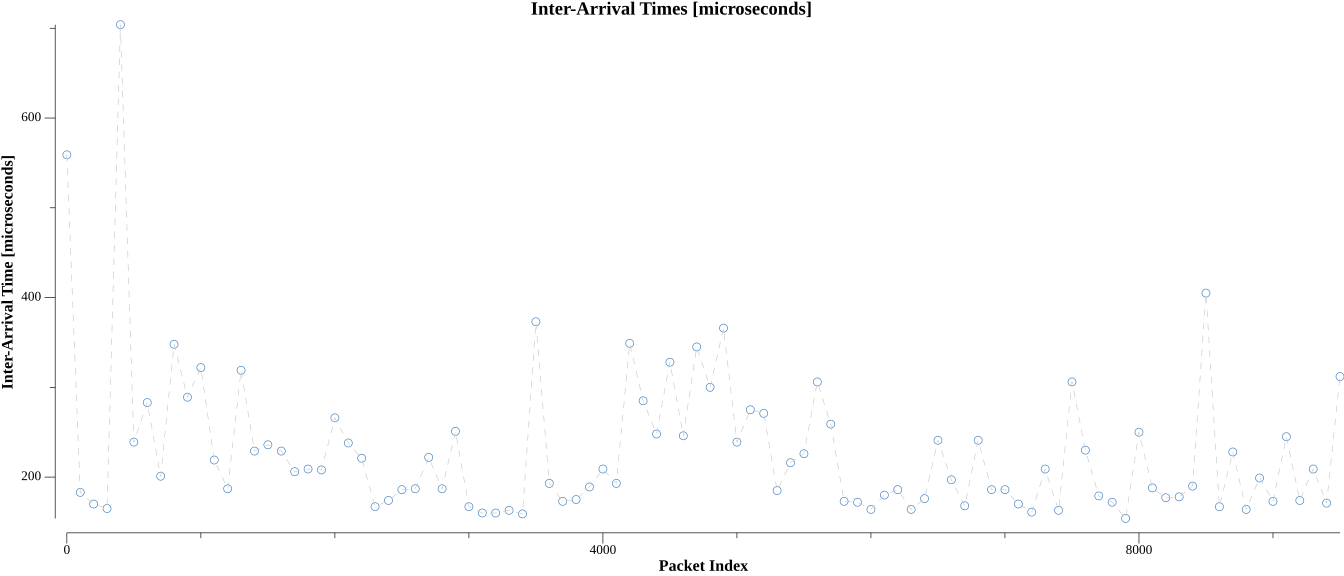 Inter-Arrival Times [microseconds]
Inter-Arrival Time [microseconds]
600
400
200
0
4000
8000
Packet Index